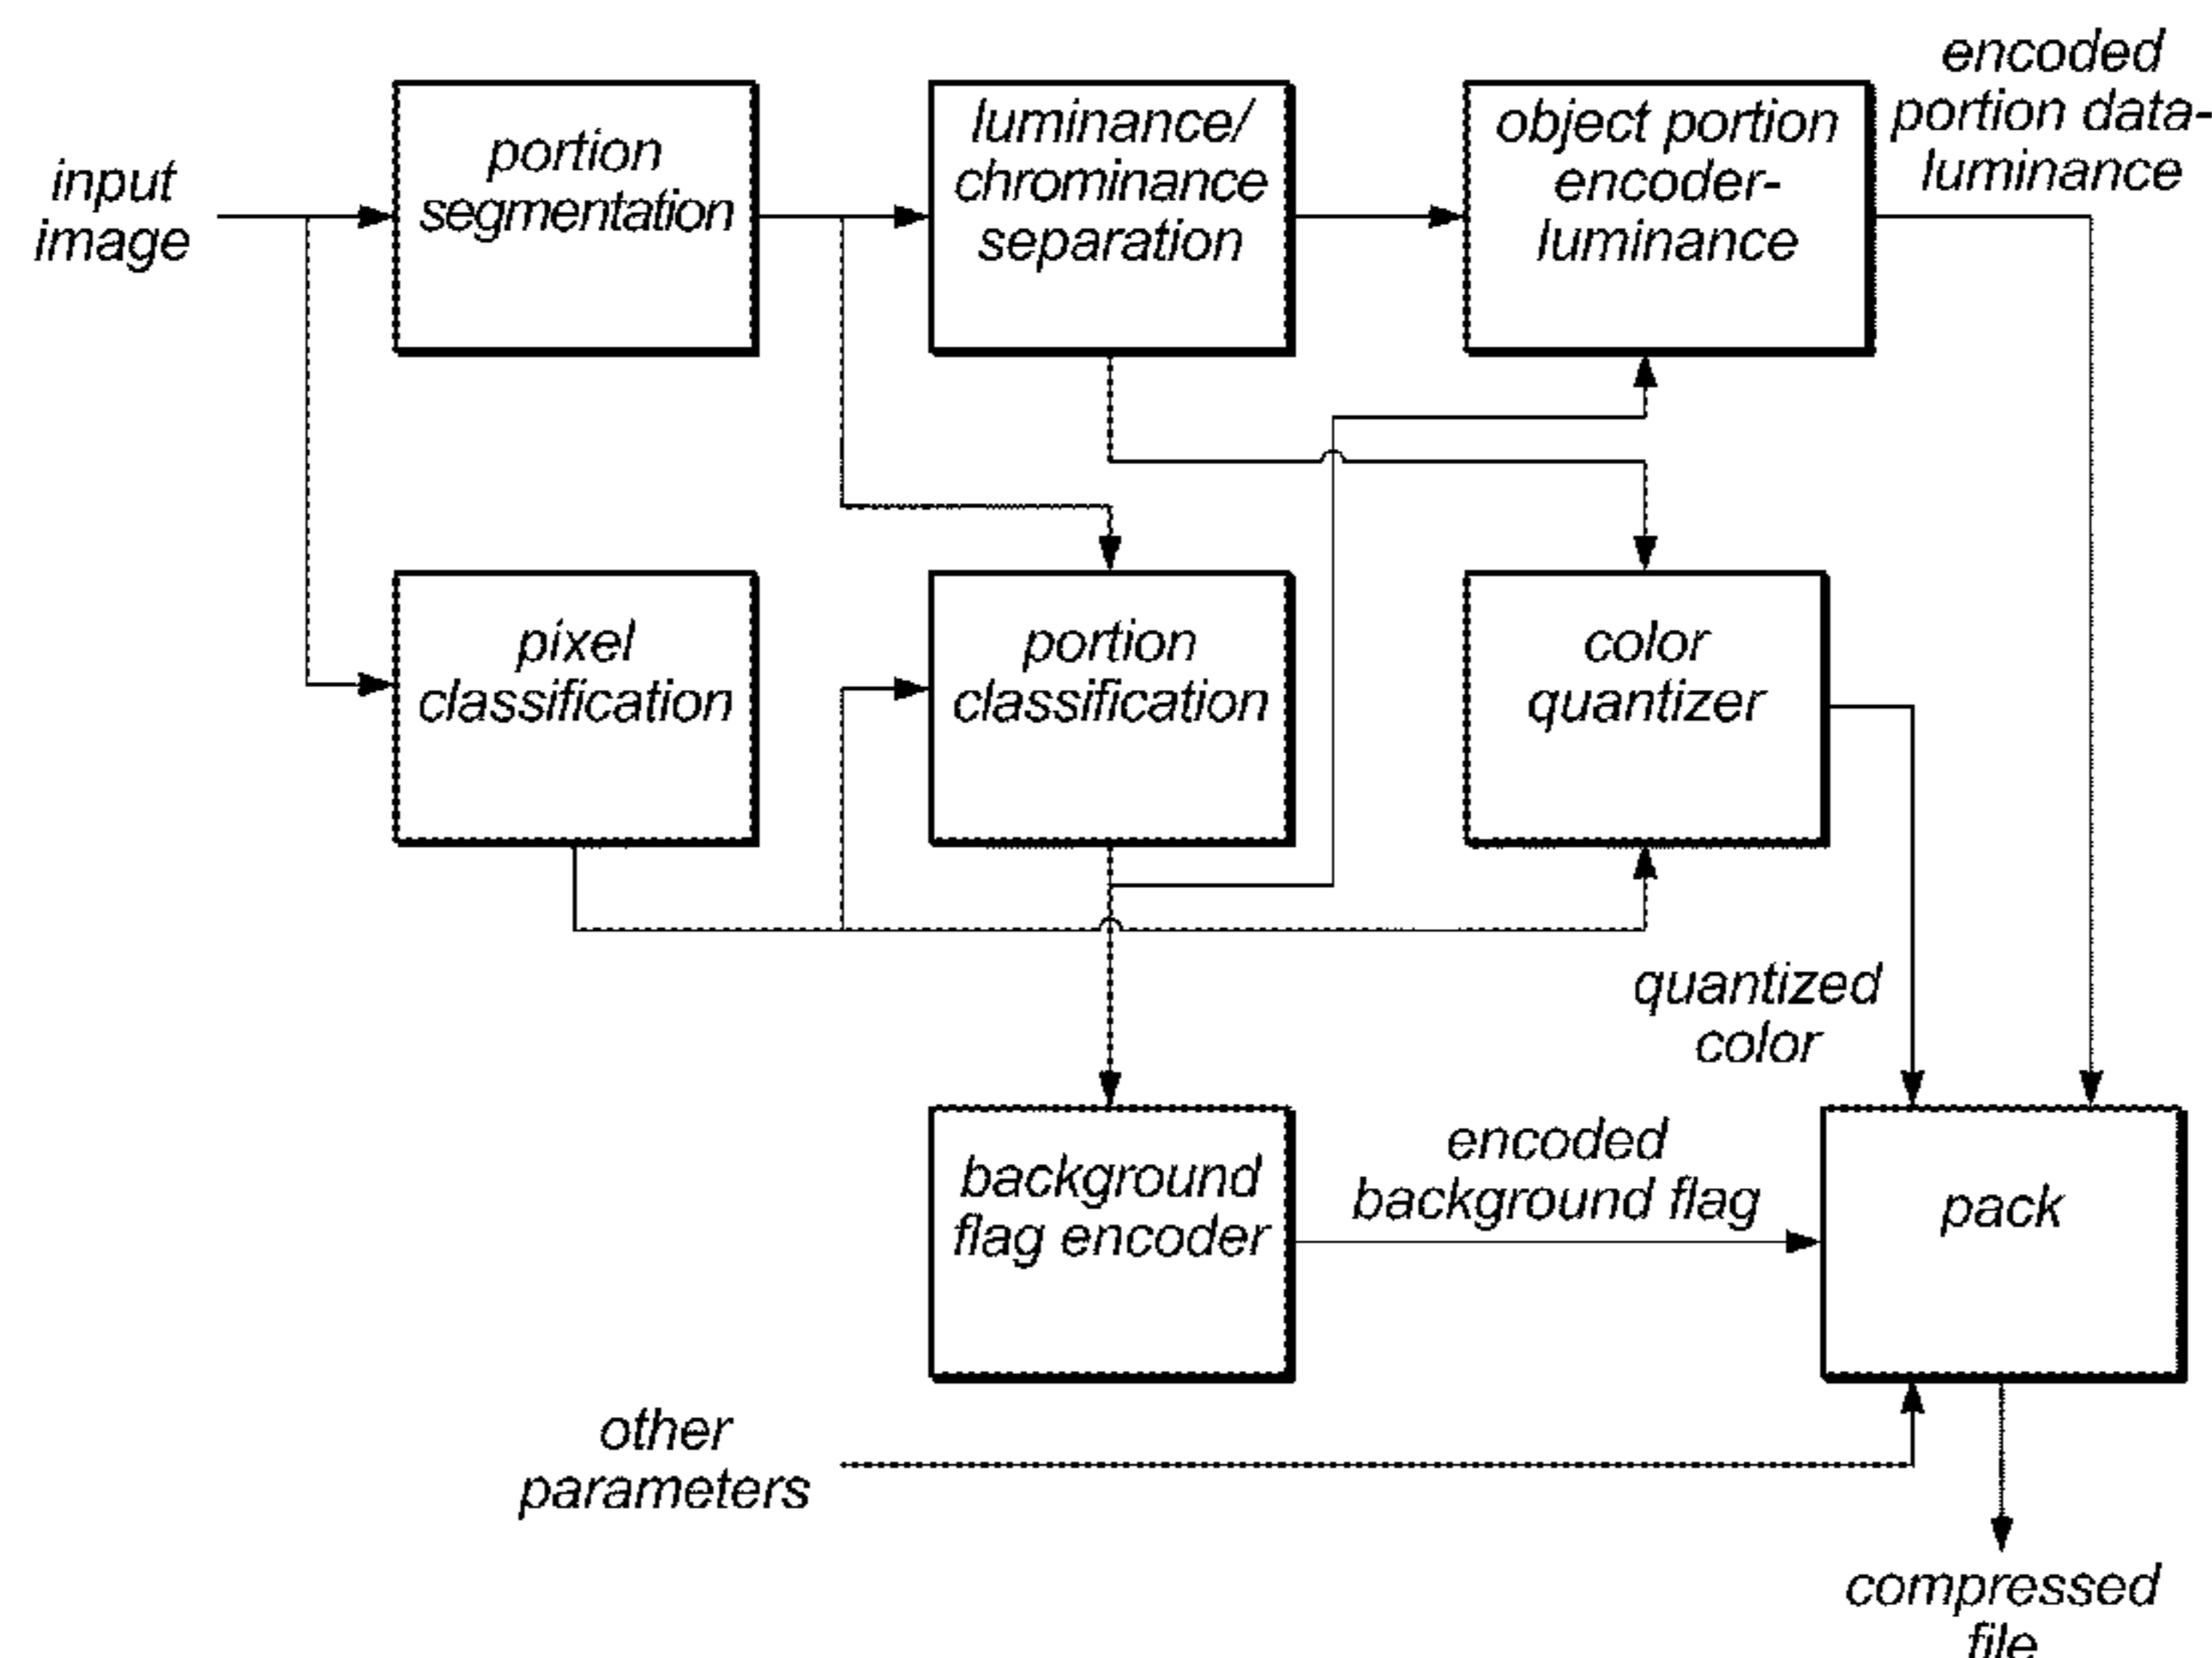 input
image
portion
segmentation
luminance/
chrominance
separation
object portion
encoder-
luminance
encoded
portion data-
luminance
pixel
classification
portion
classification
color
quantizer
quantized
color
background
flag encoder
encoded
background flag
pack
other
parameters
compressed
file